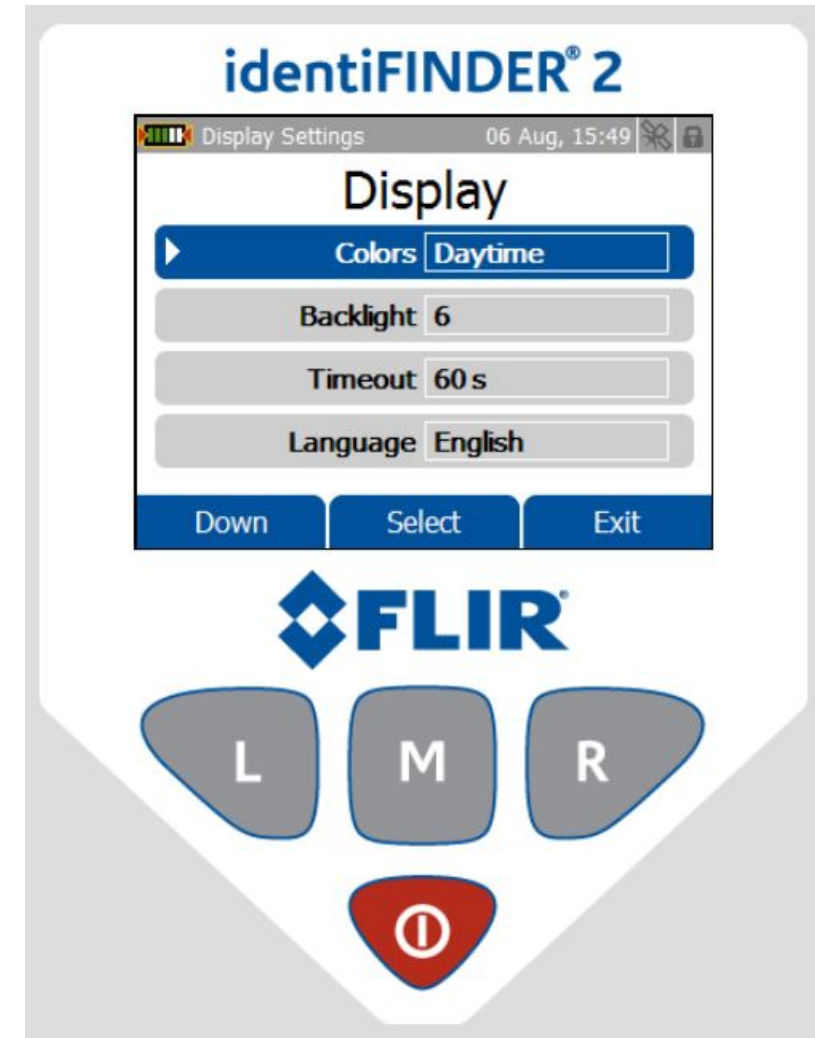 identiFINDER® 2
Display Settings 06 Aug, 15:49
Display
Colors Daytime
Backlight 6
Timeout 60 s
Language English
Down Select Exit
FLIR®
L M R